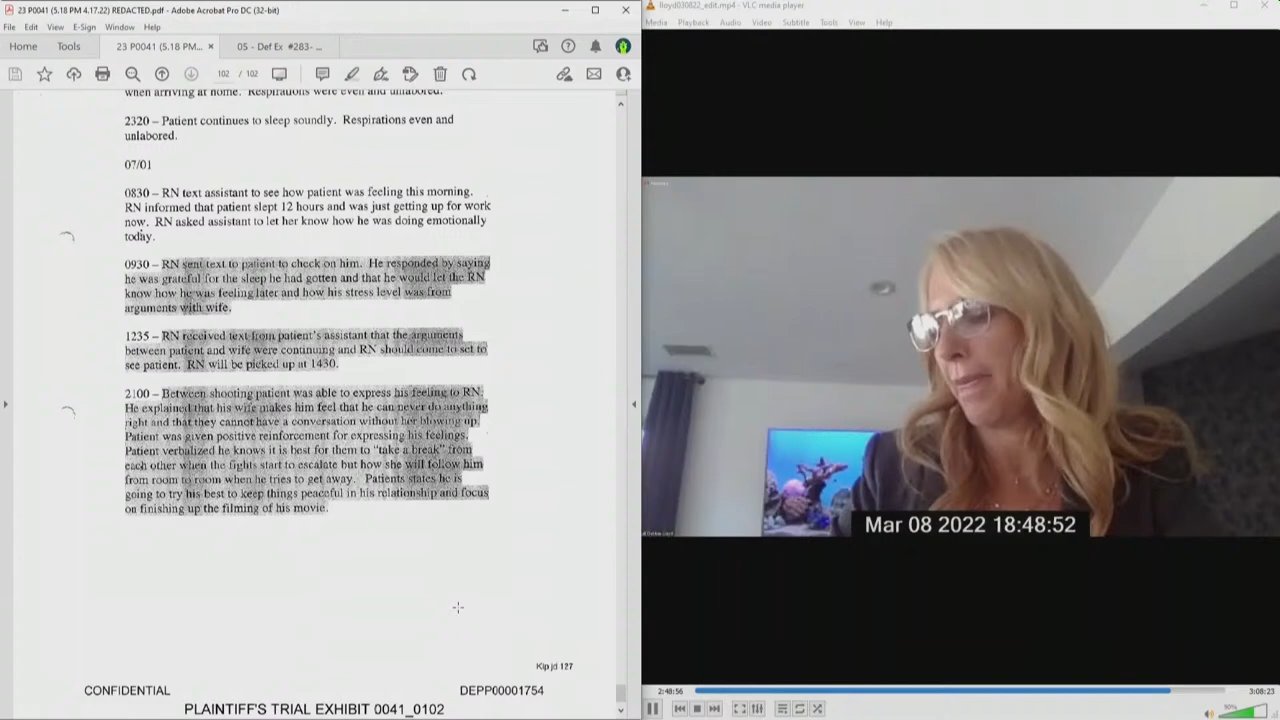 23 P0041 (5.18 PM 4.17.22) REDACTED.pdf - Adobe Acrobat Pro DC (32-bit)
File Edit View E-Sign Window Help
Home Tools 23 P0041 (5.18 PM... × 05 - Def Ex #283- ...
102 / 102
when arriving at home. Respirations were even and unlabored.
2320 – Patient continues to sleep soundly. Respirations even and
unlabored.
07/01
0830 – RN text assistant to see how patient was feeling this morning.
RN informed that patient slept 12 hours and was just getting up for work
now. RN asked assistant to let her know how he was doing emotionally
today.
0930 – RN sent text to patient to check on him. He responded by saying
he was grateful for the sleep he had gotten and that he would let the RN
know how he was feeling later and how his stress level was from
arguments with wife.
1235 – RN received text from patient's assistant that the arguments
between patient and wife were continuing and RN should come to set to
see patient. RN will be picked up at 1430.
2100 – Between shooting patient was able to express his feeling to RN.
He explained that his wife makes him feel that he can never do anything
right and that they cannot have a conversation without her blowing up.
Patient was given positive reinforcement for expressing his feelings.
Patient verbalized he knows it is best for them to "take a break" from
each other when the fights start to escalate but how she will follow him
from room to room when he tries to get away. Patients states he is
going to try his best to keep things peaceful in his relationship and focus
on finishing up the filming of his movie.
Kipjd 127
CONFIDENTIAL DEPP00001754
PLAINTIFF'S TRIAL EXHIBIT 0041_0102
lloyd030822_edit.mp4 - VLC media player
Media Playback Audio Video Subtitle Tools View Help
Mar 08 2022 18:48:52
2:48:56 3:08:23
90%